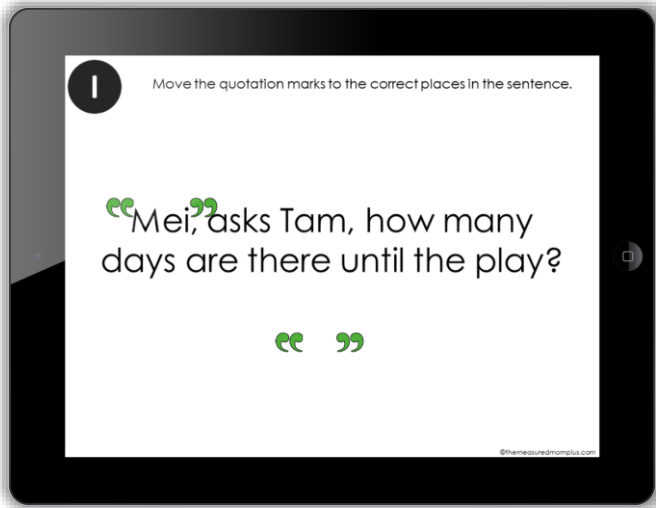 1
Move the quotation marks to the correct places in the sentence.
“Mei,” asks Tam, how many
days are there until the play?
“ ”
©themeasuredmomplus.com